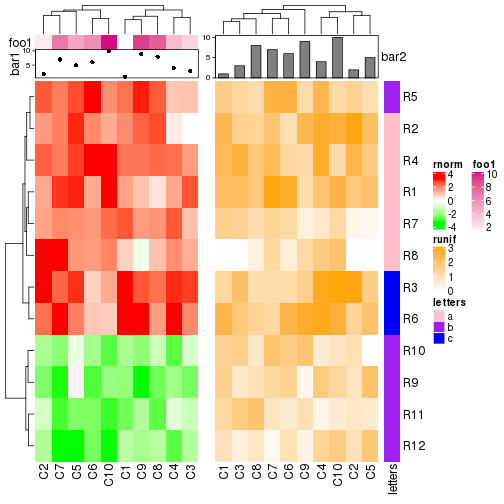 foo1
bar1
10
5
10
5
0
bar2
R5
R2
R4
R1
R7
R8
R3
R6
R10
R9
R11
R12
C2 C7 C5 C6 C10 C1 C9 C8 C4 C3
C1 C3 C8 C7 C6 C9 C4 C10 C2 C5
letters
rnorm
4
2
0
-2
-4
foo1
10
8
6
4
2
runif
3
2
1
0
letters
a
b
c